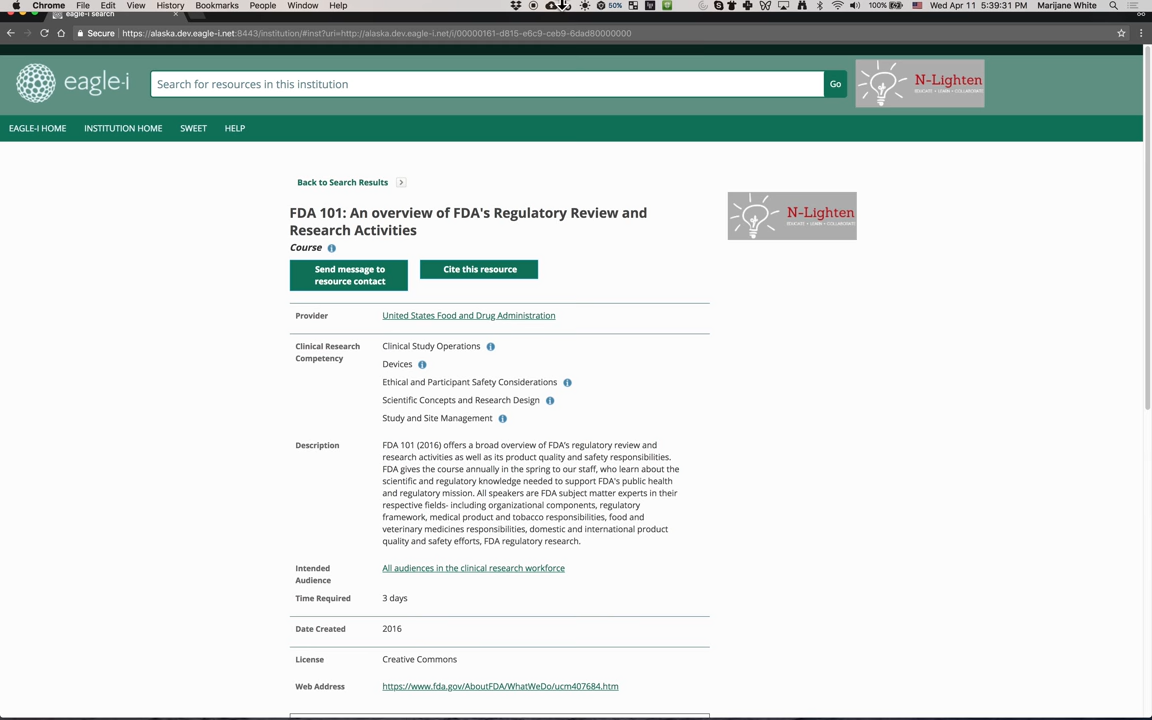 Chrome File Edit View History Bookmarks People Window Help 50% 100% Wed Apr 11 5:39:31 PM Marijane White
eagle-i search
Secure https://alaska.dev.eagle-i.net:8443/institution/#inst?uri=http://alaska.dev.eagle-i.net/i/00000161-d815-e6c9-ceb9-6dad80000000
eagle-i Search for resources in this institution Go N-Lighten
EDUCATE • LEARN • COLLABORATE
EAGLE-I HOME INSTITUTION HOME SWEET HELP
Back to Search Results
FDA 101: An overview of FDA's Regulatory Review and
Research Activities
N-Lighten
EDUCATE • LEARN • COLLABORATE
Course
Send message to
resource contact
Cite this resource
Provider United States Food and Drug Administration
Clinical Research
Competency
Clinical Study Operations
Devices
Ethical and Participant Safety Considerations
Scientific Concepts and Research Design
Study and Site Management
Description FDA 101 (2016) offers a broad overview of FDA's regulatory review and
research activities as well as its product quality and safety responsibilities.
FDA gives the course annually in the spring to our staff, who learn about the
scientific and regulatory knowledge needed to support FDA's public health
and regulatory mission. All speakers are FDA subject matter experts in their
respective fields- including organizational components, regulatory
framework, medical product and tobacco responsibilities, food and
veterinary medicines responsibilities, domestic and international product
quality and safety efforts, FDA regulatory research.
Intended
Audience
All audiences in the clinical research workforce
Time Required 3 days
Date Created 2016
License Creative Commons
Web Address https://www.fda.gov/AboutFDA/WhatWeDo/ucm407684.htm